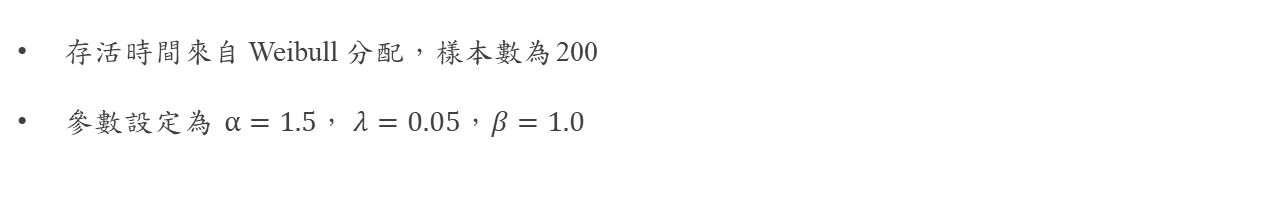 • 存活時間來自 Weibull 分配，樣本數為 200
• 參數設定為 α = 1.5， 𝜆 = 0.05，𝛽 = 1.0